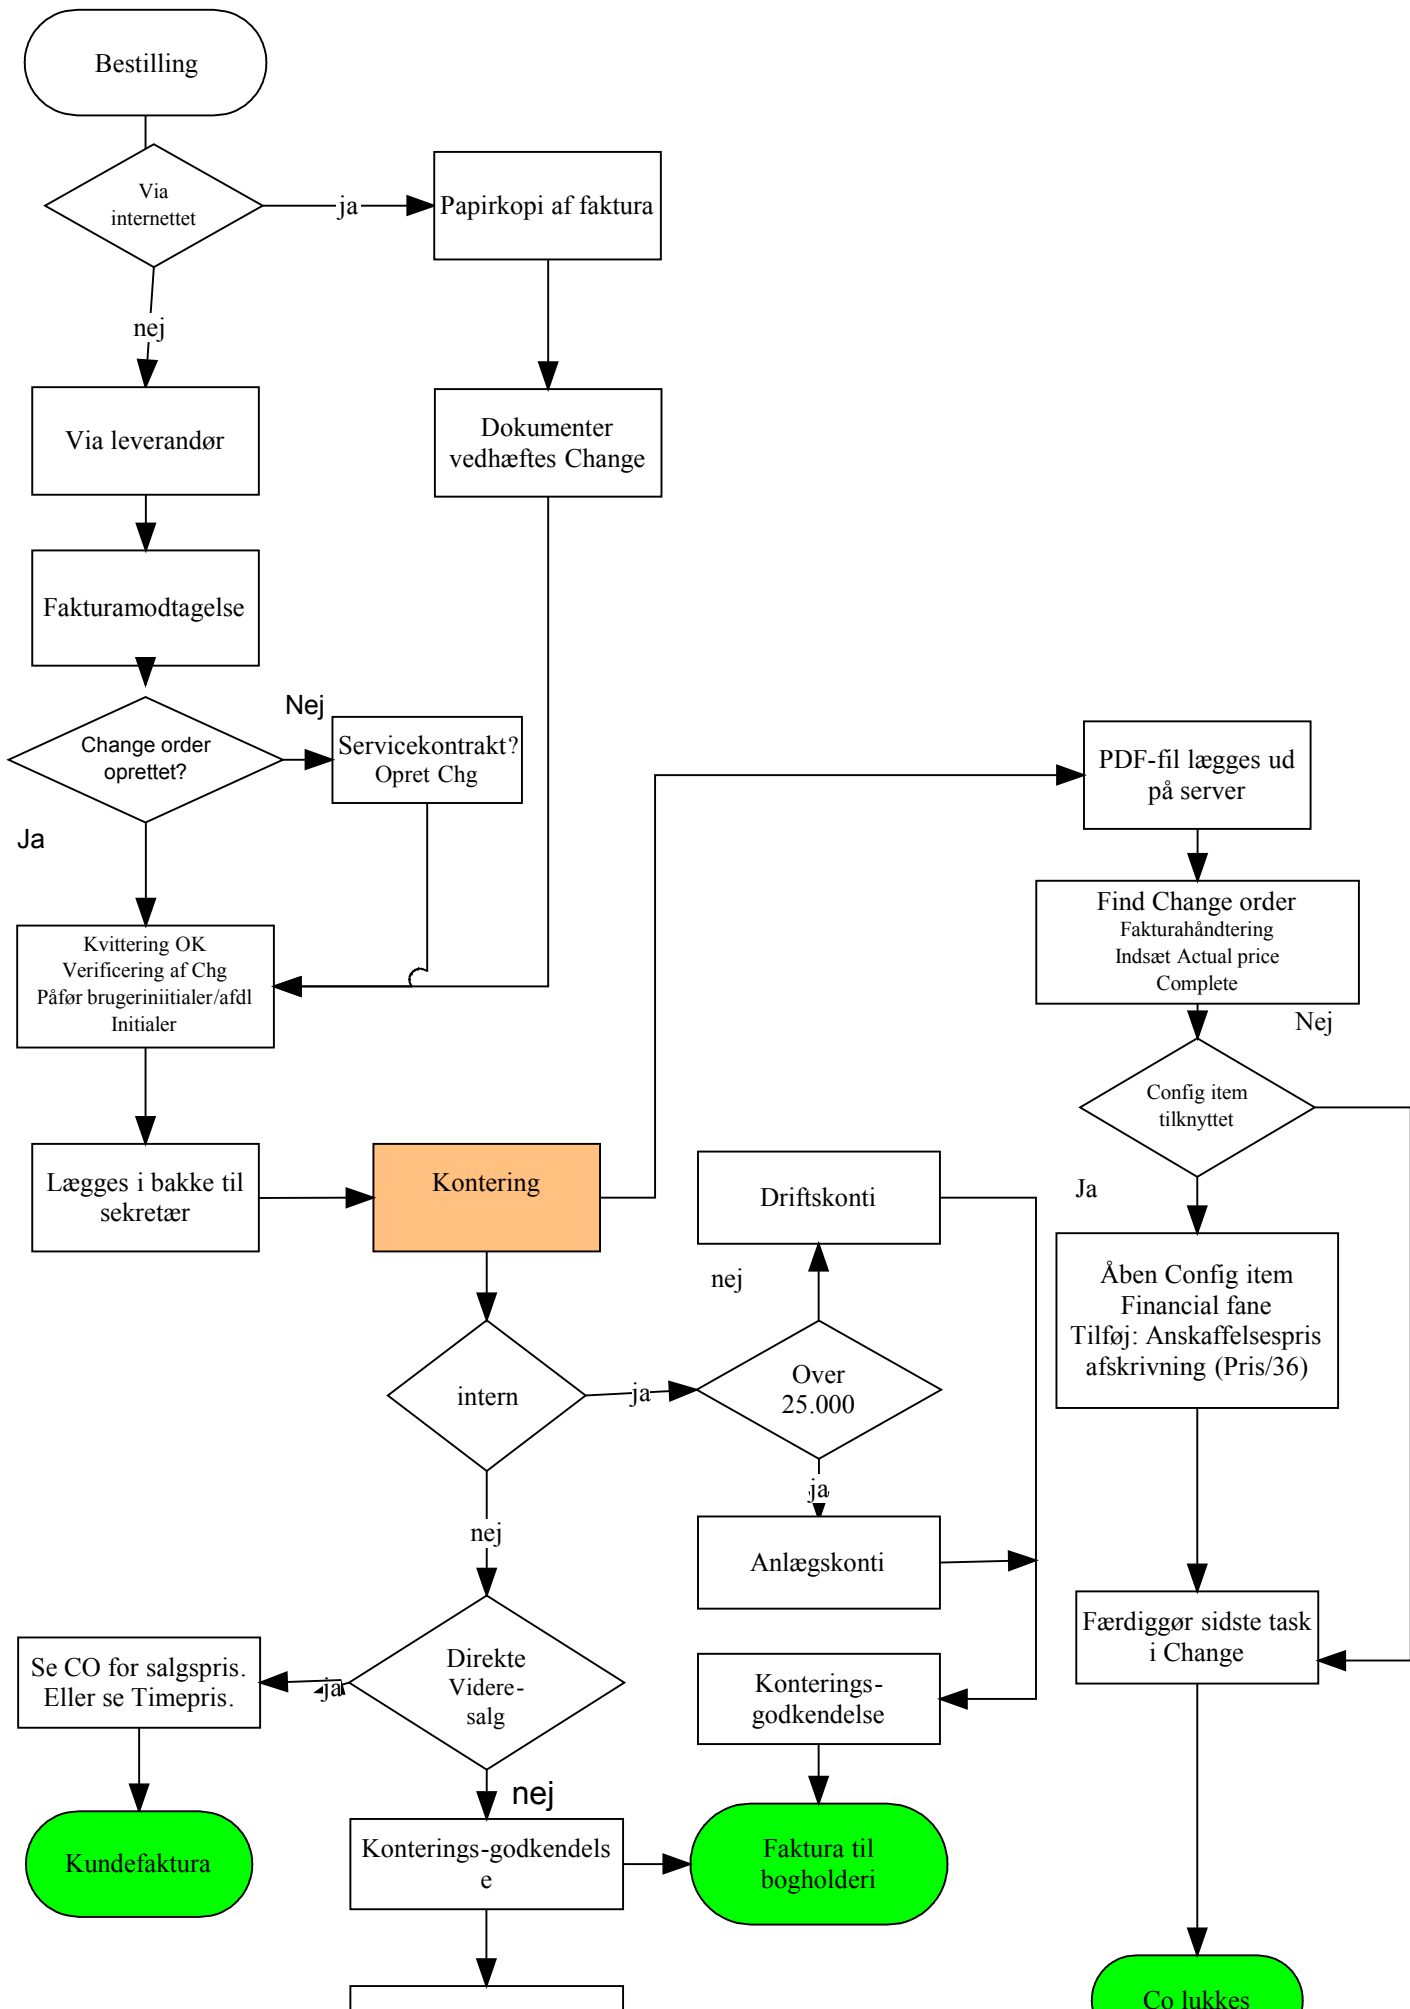 Bestilling
Via
internettet
ja
Papirkopi af faktura
nej
Via leverandør
Dokumenter
vedhæftes Change
Fakturamodtagelse
Change order
oprettet?
Nej
Servicekontrakt?
Opret Chg
Ja
Kvittering OK
Verificering af Chg
Påfør brugeriniitialer/afdl
Initialer
Lægges i bakke til
sekretær
Kontering
PDF-fil lægges ud
på server
Find Change order
Fakturahåndtering
Indsæt Actual price
Complete
Nej
Config item
tilknyttet
Ja
Åben Config item
Financial fane
Tilføj: Anskaffelsespris
afskrivning (Pris/36)
Færdiggør sidste task
i Change
Co lukkes
intern
ja
Over
25.000
nej
Driftskonti
ja
Anlægskonti
Konterings-
godkendelse
Faktura til
bogholderi
nej
Direkte
Videre-
salg
ja
Se CO for salgspris.
Eller se Timepris.
Kundefaktura
nej
Konterings-godkendels
e